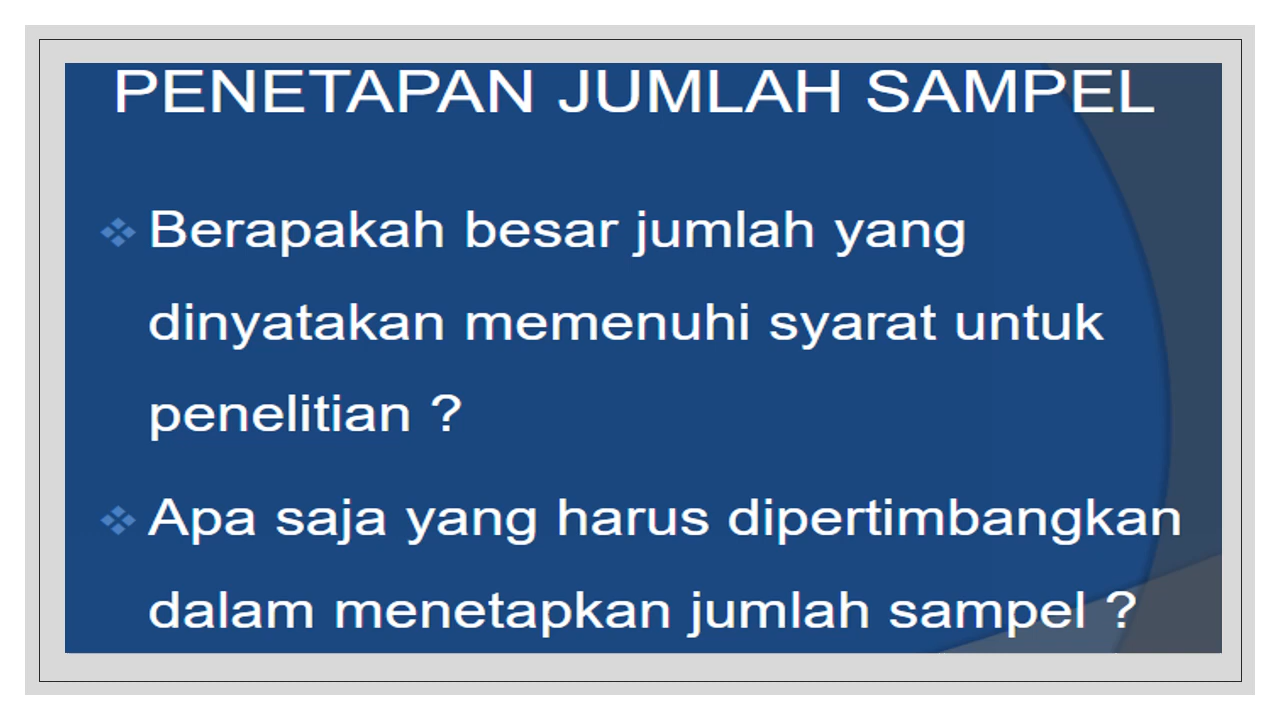 PENETAPAN JUMLAH SAMPEL
Berapakah besar jumlah yang
dinyatakan memenuhi syarat untuk
penelitian ?
Apa saja yang harus dipertimbangkan
dalam menetapkan jumlah sampel ?